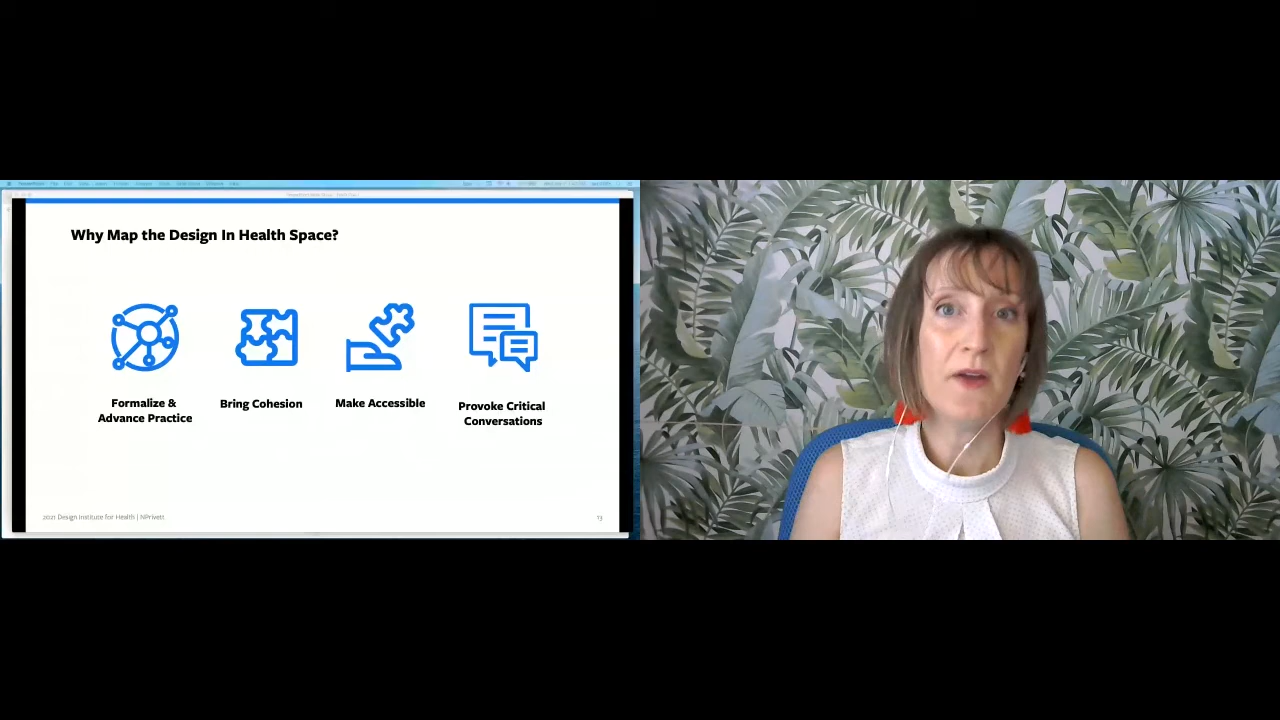 Why Map the Design In Health Space?
Formalize &
Advance Practice
Bring Cohesion
Make Accessible
Provoke Critical
Conversations
2021 Design Institute for Health | NPrivett
13